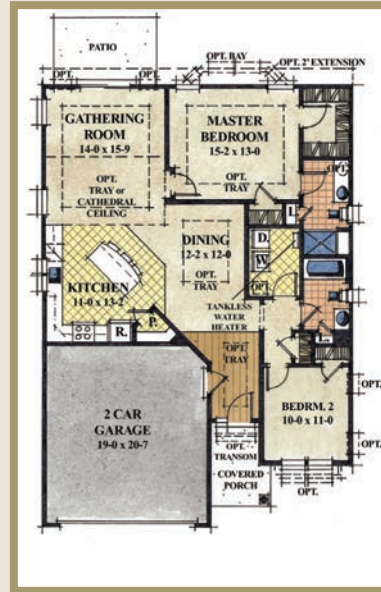 PATIO
OPT. BAY
OPT.
OPT.
OPT. 2' EXTENSION
GATHERING
ROOM
14-0 x 15-9
MASTER
BEDROOM
15-2 x 13-0
OPT.
TRAY
OPT.
OPT.
TRAY or
CATHEDRAL
CEILING
L.
DINING
12-2 x 12-0
OPT.
TRAY
D.
W.
OPT.
KITCHEN
11-0 x 13-2
P.
R.
TANKLESS
WATER
HEATER
OPT.
TRAY
L.
2 CAR
GARAGE
19-0 x 20-7
BEDRM. 2
10-0 x 11-0
OPT.
OPT.
OPT.
TRANSOM
COVERED
PORCH
OPT.